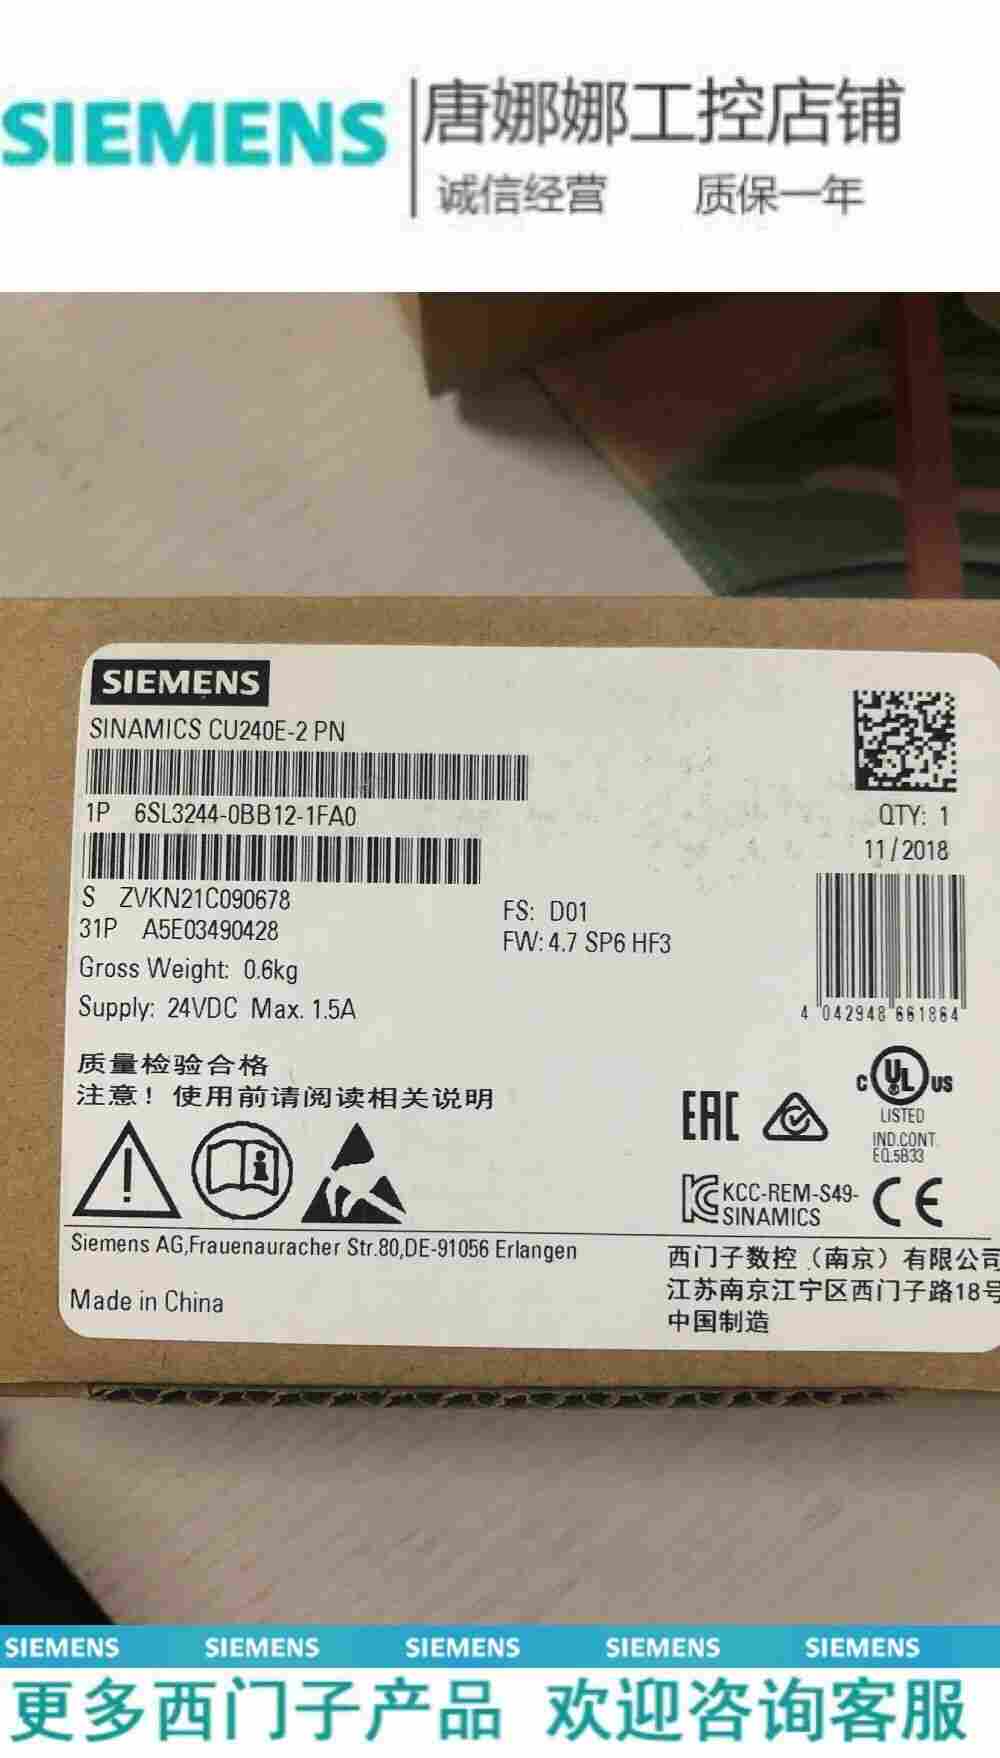 SIEMENS
唐娜娜工控店铺
诚信经营 质保一年
SIEMENS
SINAMICS CU240E-2 PN
1P 6SL3244-0BB12-1FA0
QTY: 1
11/2018
S ZVKN21C090678
31P A5E03490428
FS: D01
FW: 4.7 SP6 HF3
Gross Weight: 0.6kg
Supply: 24VDC Max. 1.5A
4 042948 661864
质量检验合格
注意！使用前请阅读相关说明
EAC
C UL US
LISTED
IND.CONT.
EQ.5B33
KCC-REM-S49-
SINAMICS
CE
Siemens AG,Frauenauracher Str.80,DE-91056 Erlangen
Made in China
西门子数控（南京）有限公司
江苏南京江宁区西门子路18号
中国制造
SIEMENS SIEMENS SIEMENS SIEMENS SIEMENS
更多西门子产品 欢迎咨询客服